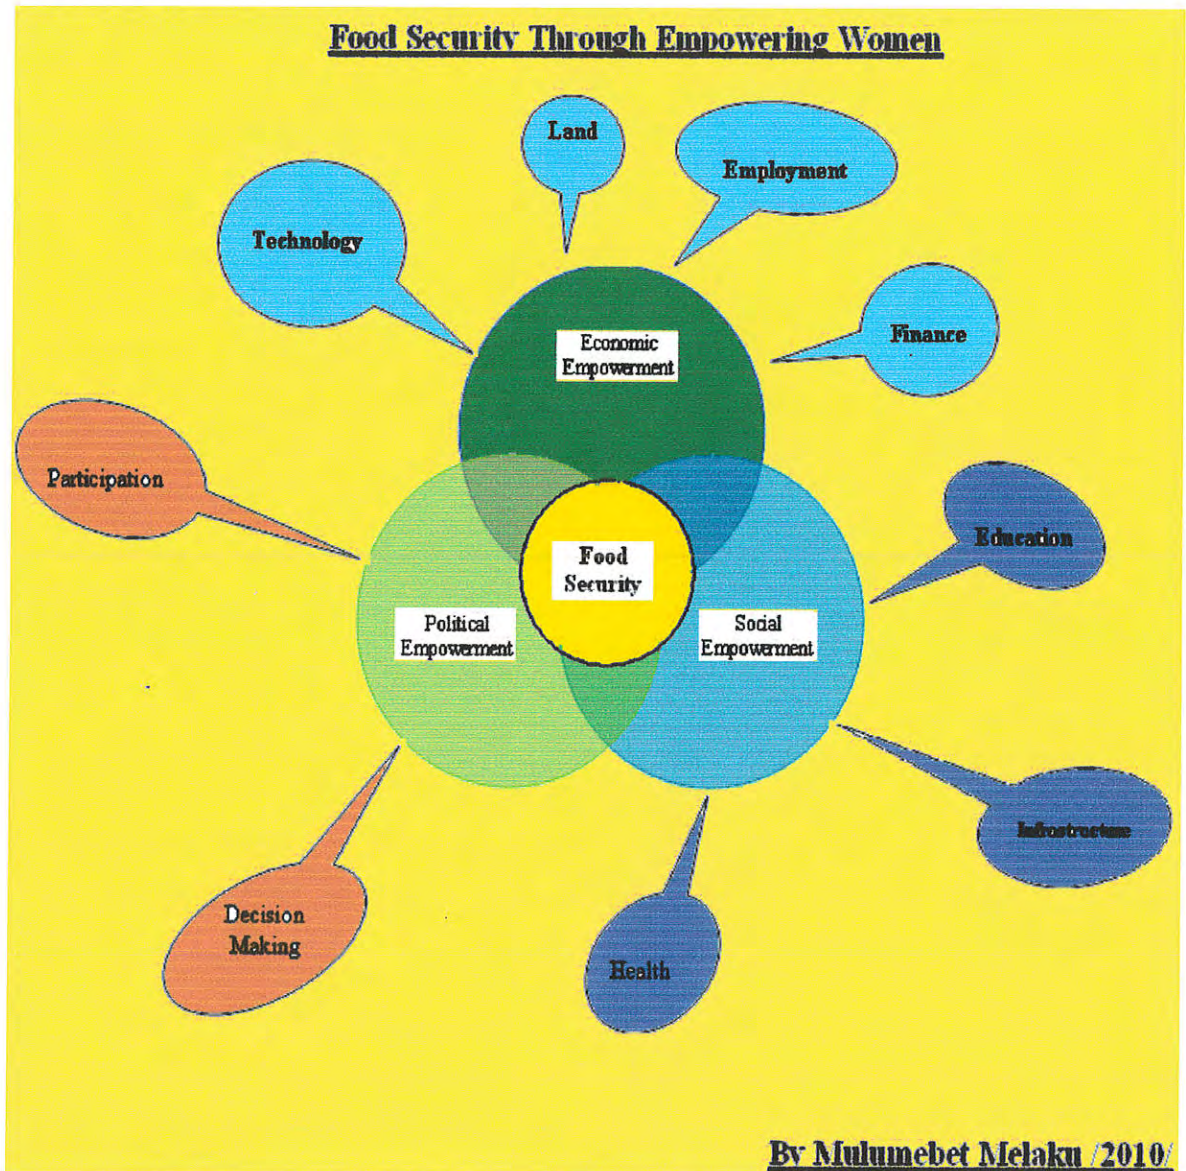 Food Security Through Empowering Women
Land
Employment
Technology
Finance
Economic
Empowerment
Participation
Education
Food
Security
Political
Empowerment
Social
Empowerment
Infrastructure
Decision
Making
Health
By Mulumebet Melaku /2010/